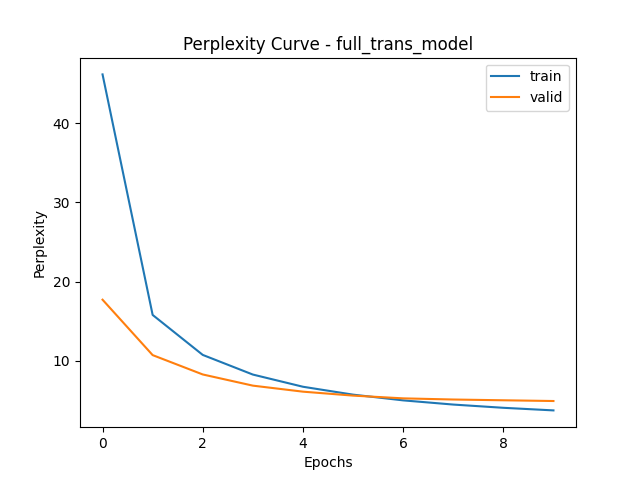 Perplexity Curve - full_trans_model
train
valid
40
30
20
10
Perplexity
0 2 4 6 8
Epochs